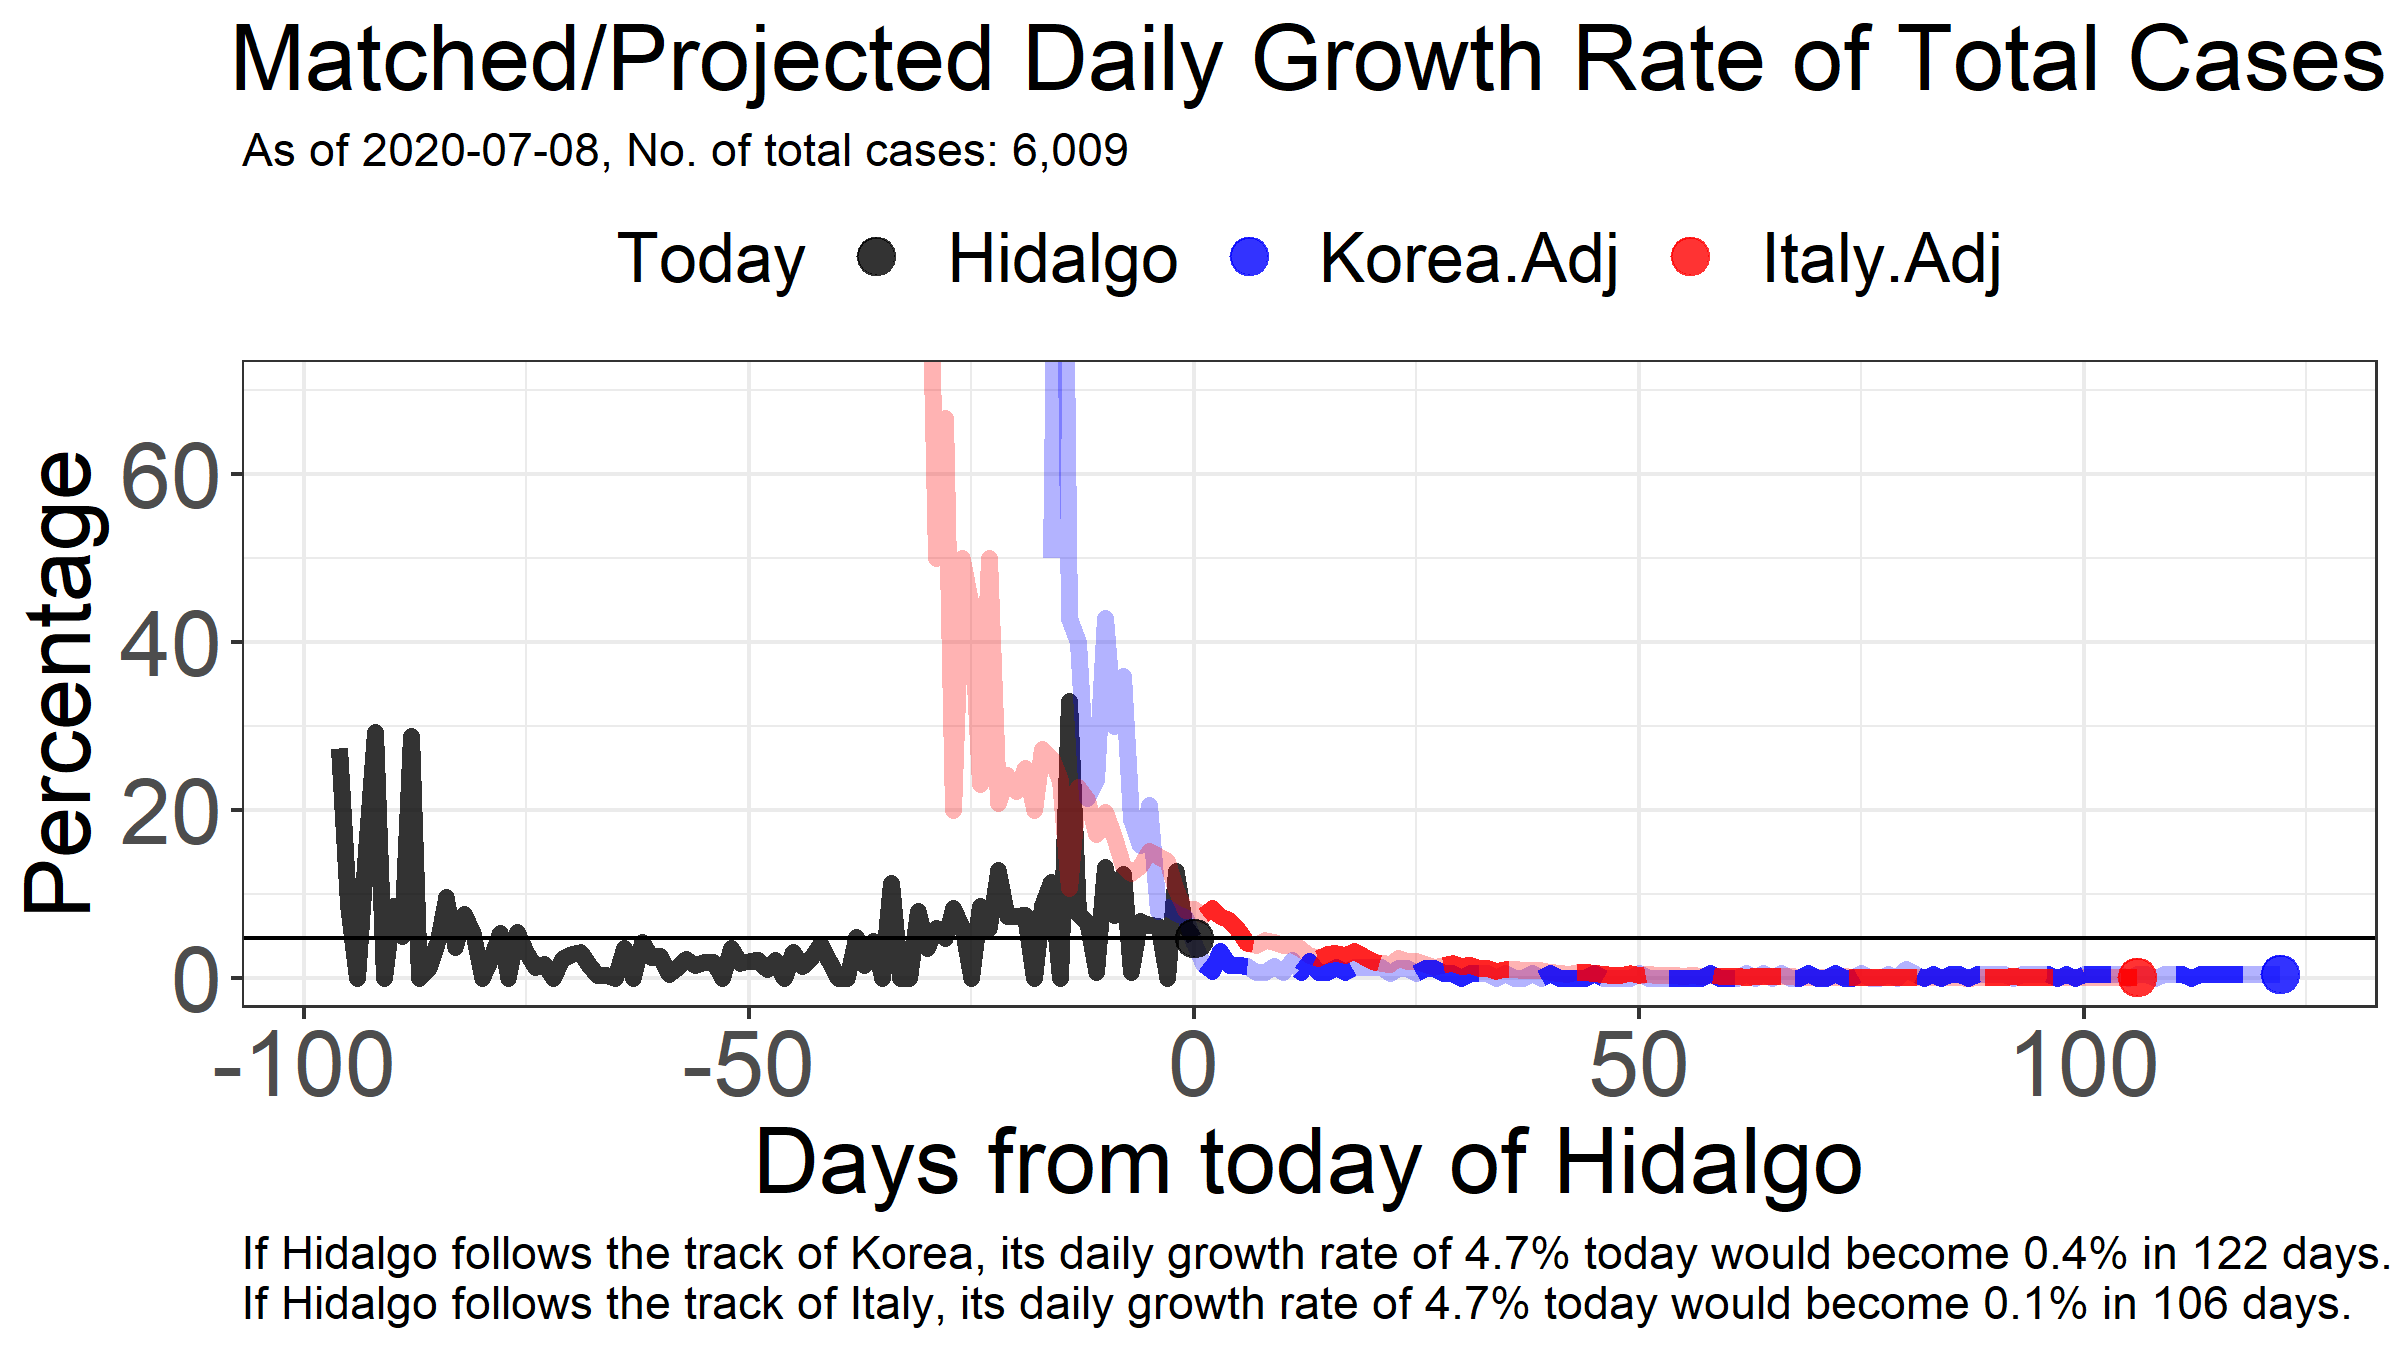 Matched/Projected Daily Growth Rate of Total Cases
As of 2020-07-08, No. of total cases: 6,009
Today Hidalgo Korea.Adj Italy.Adj
Percentage
60
40
20
0
-100 -50 0 50 100
Days from today of Hidalgo
If Hidalgo follows the track of Korea, its daily growth rate of 4.7% today would become 0.4% in 122 days.
If Hidalgo follows the track of Italy, its daily growth rate of 4.7% today would become 0.1% in 106 days.